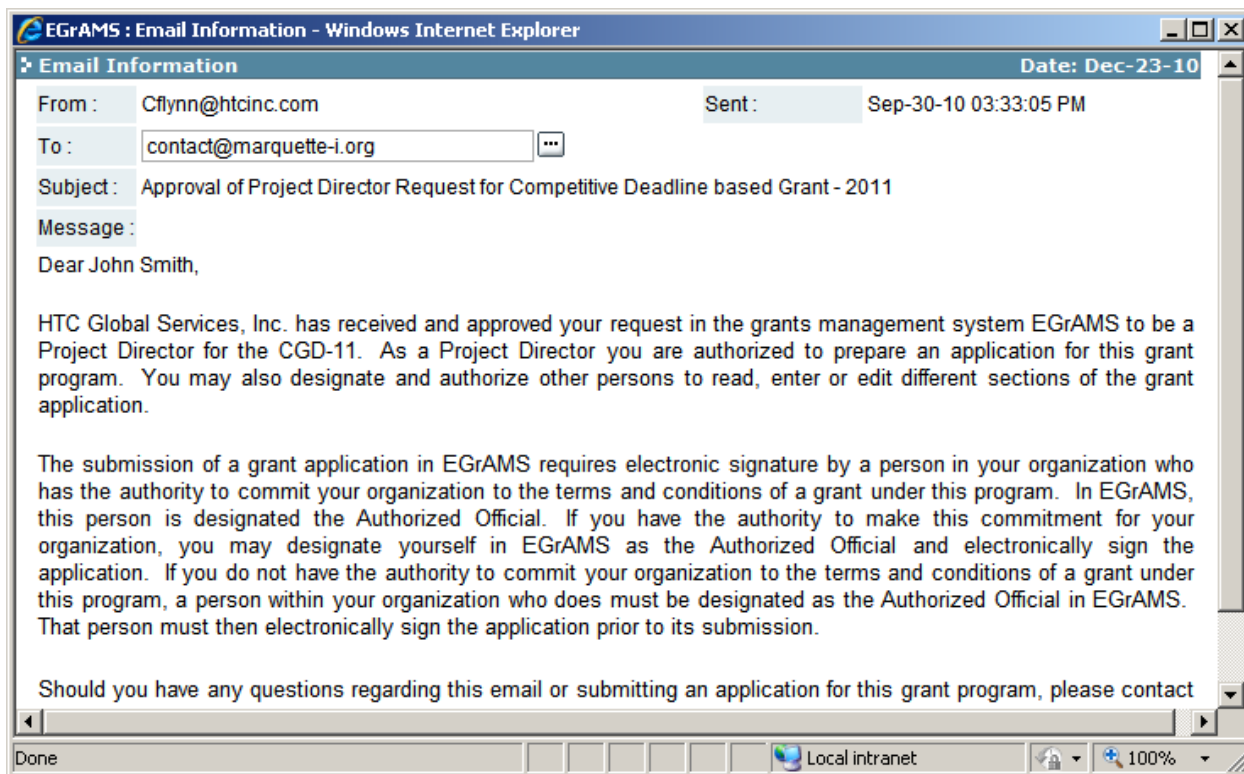 EGrAMS : Email Information - Windows Internet Explorer
Email Information Date: Dec-23-10
From : Cflynn@htcinc.com Sent : Sep-30-10 03:33:05 PM
To : contact@marquette-i.org ...
Subject : Approval of Project Director Request for Competitive Deadline based Grant - 2011
Message :
Dear John Smith,
HTC Global Services, Inc. has received and approved your request in the grants management system EGrAMS to be a
Project Director for the CGD-11. As a Project Director you are authorized to prepare an application for this grant
program. You may also designate and authorize other persons to read, enter or edit different sections of the grant
application.
The submission of a grant application in EGrAMS requires electronic signature by a person in your organization who
has the authority to commit your organization to the terms and conditions of a grant under this program. In EGrAMS,
this person is designated the Authorized Official. If you have the authority to make this commitment for your
organization, you may designate yourself in EGrAMS as the Authorized Official and electronically sign the
application. If you do not have the authority to commit your organization to the terms and conditions of a grant under
this program, a person within your organization who does must be designated as the Authorized Official in EGrAMS.
That person must then electronically sign the application prior to its submission.
Should you have any questions regarding this email or submitting an application for this grant program, please contact
Done Local intranet 100%